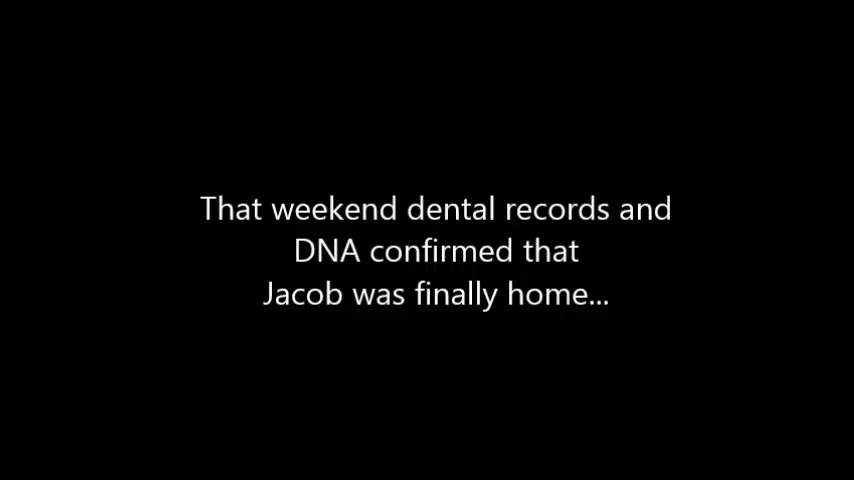 That weekend dental records and
DNA confirmed that
Jacob was finally home...